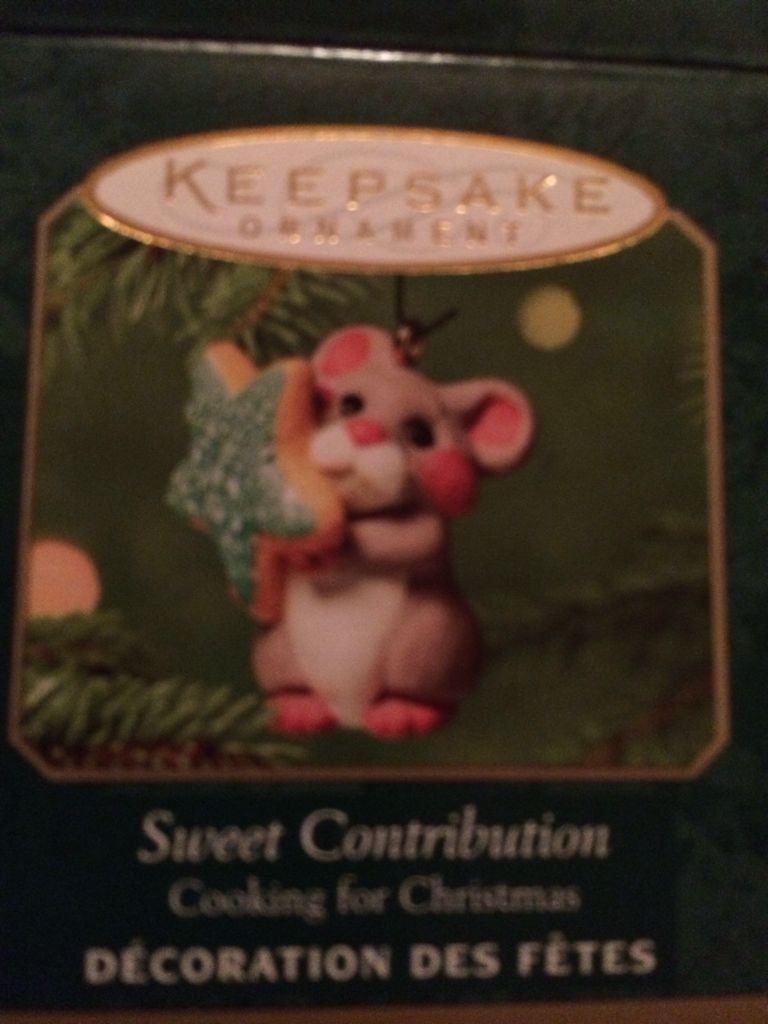 KEEPSAKE
ORNAMENT
Sweet Contribution
Cooking for Christmas
DÉCORATION DES FÊTES